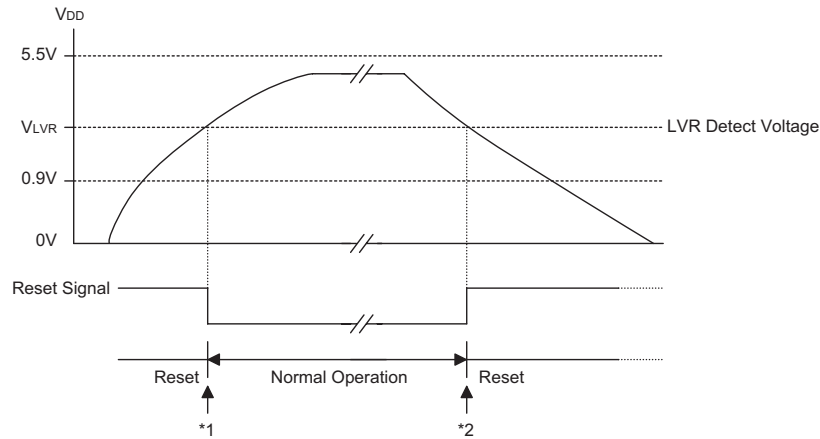 VDD
5.5V
VLVR
LVR Detect Voltage
0.9V
0V
Reset Signal
Reset
Normal Operation
Reset
*1
*2